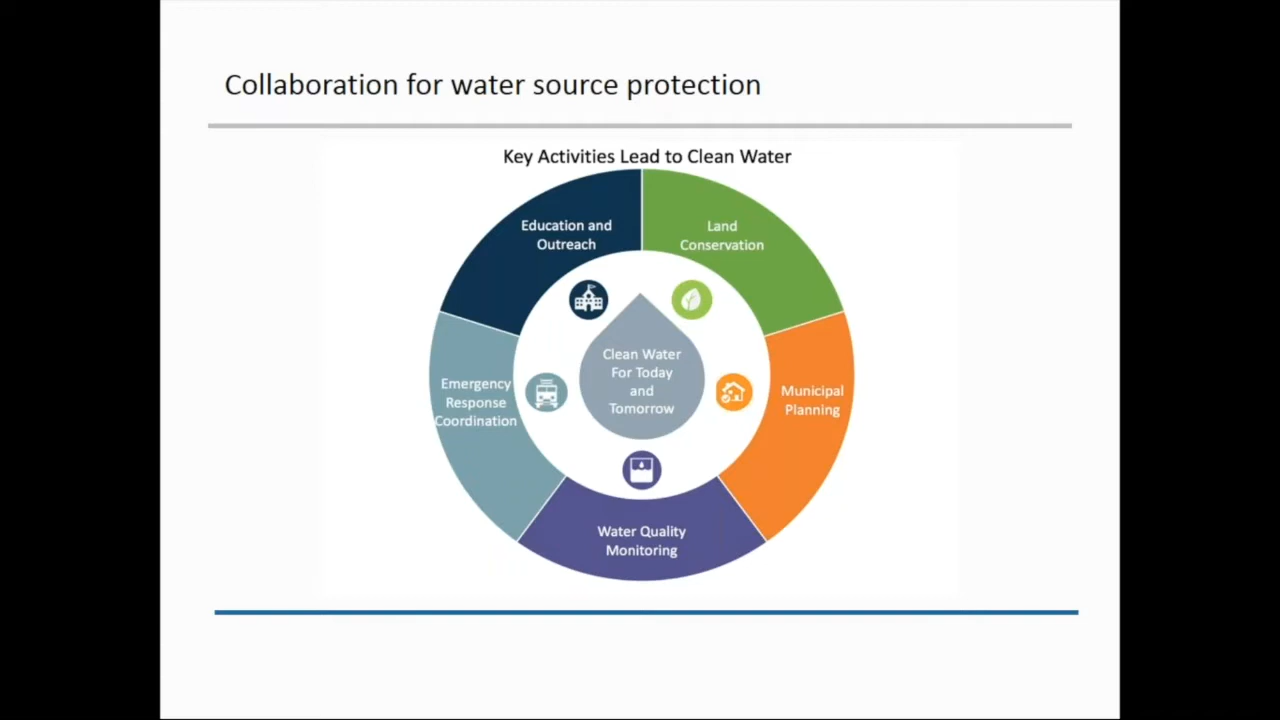 Collaboration for water source protection
Key Activities Lead to Clean Water
Education and
Outreach
Land
Conservation
Emergency
Response
Coordination
Clean Water
For Today
and
Tomorrow
Municipal
Planning
Water Quality
Monitoring